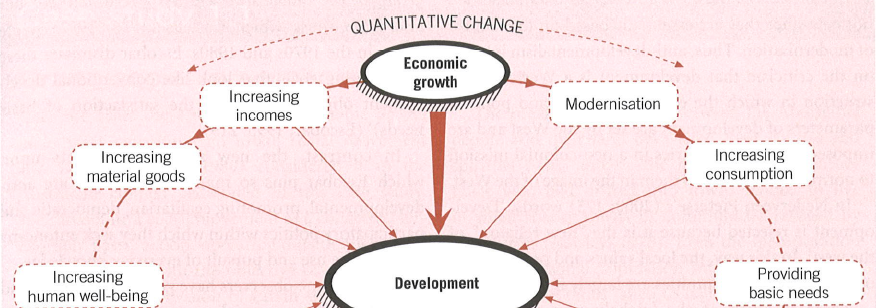 QUANTITATIVE CHANGE
Economic
growth
Increasing
incomes
Modernisation
Increasing
material goods
Increasing
consumption
Development
Increasing
human well-being
Providing
basic needs